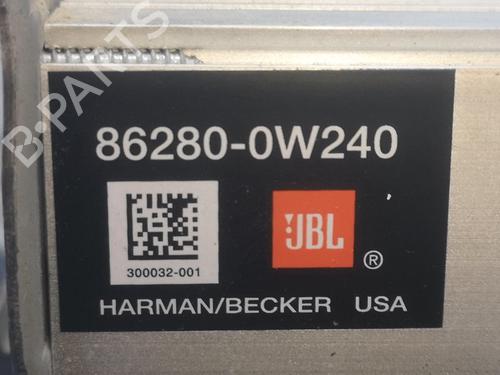 B-PARTS
86280-0W240
300032-001
JBL
®
HARMAN/BECKER USA